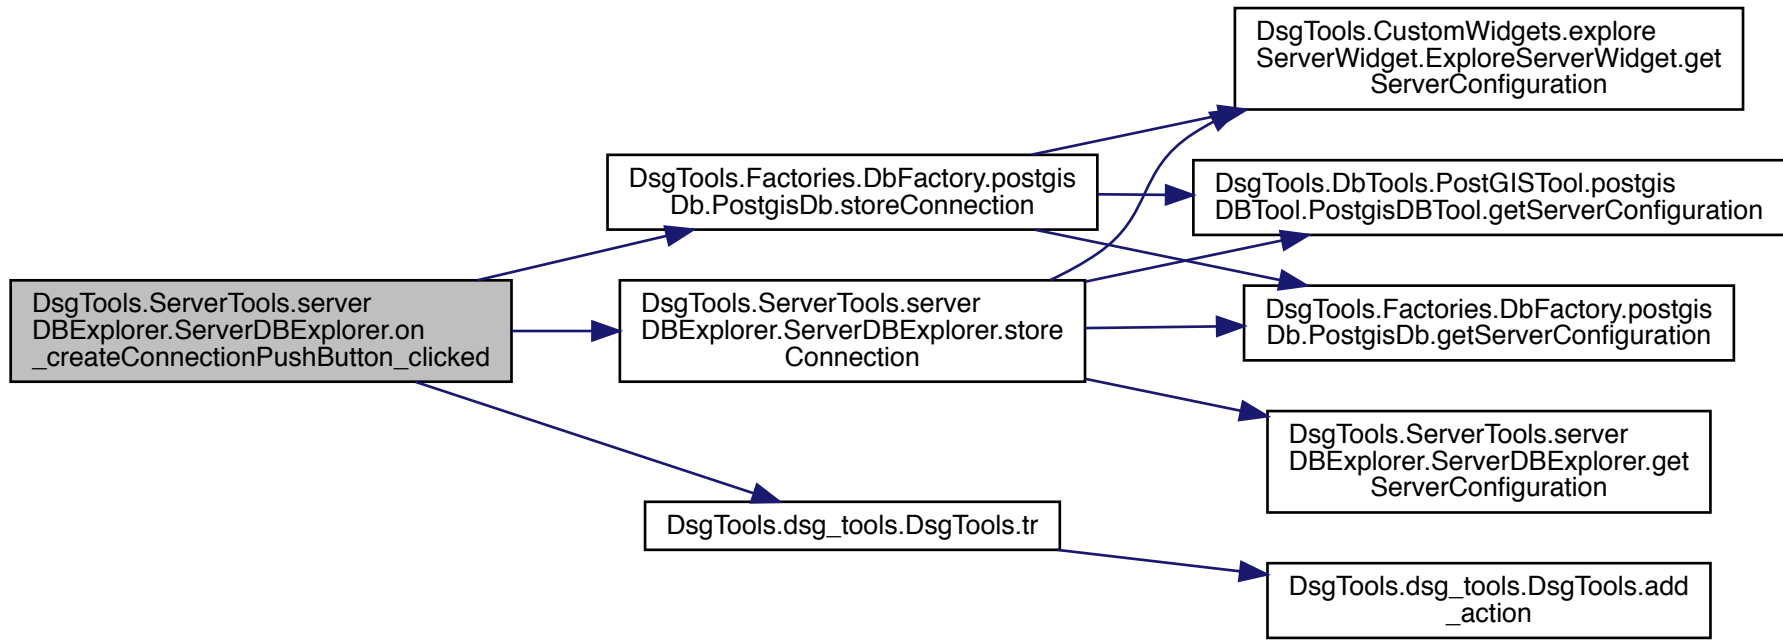 DsgTools.CustomWidgets.explore
ServerWidget.ExploreServerWidget.get
ServerConfiguration
DsgTools.Factories.DbFactory.postgis
Db.PostgisDb.storeConnection
DsgTools.DbTools.PostGISTool.postgis
DBTool.PostgisDBTool.getServerConfiguration
DsgTools.ServerTools.server
DBExplorer.ServerDBExplorer.on
_createConnectionPushButton_clicked
DsgTools.ServerTools.server
DBExplorer.ServerDBExplorer.store
Connection
DsgTools.Factories.DbFactory.postgis
Db.PostgisDb.getServerConfiguration
DsgTools.ServerTools.server
DBExplorer.ServerDBExplorer.get
ServerConfiguration
DsgTools.dsg_tools.DsgTools.tr
DsgTools.dsg_tools.DsgTools.add
_action